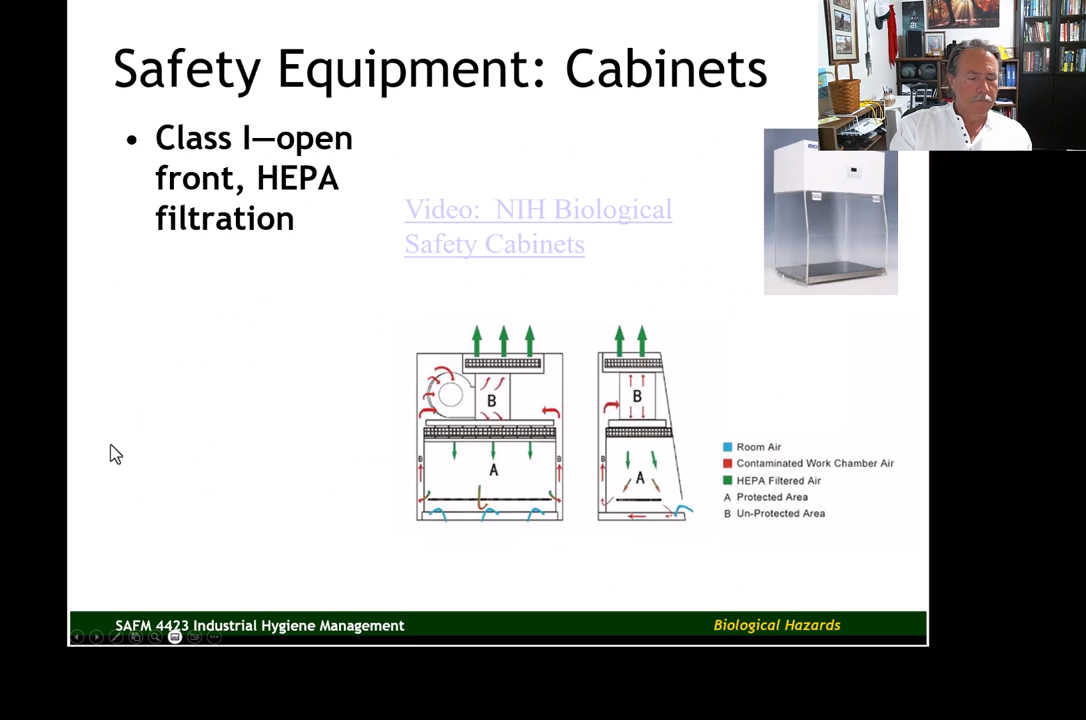 Safety Equipment: Cabinets
• Class I—open
front, HEPA
filtration
Video: NIH Biological
Safety Cabinets
B
B
B
B
B
A
A
Room Air
Contaminated Work Chamber Air
HEPA Filtered Air
A Protected Area
B Un-Protected Area
SAFM 4423 Industrial Hygiene Management
Biological Hazards